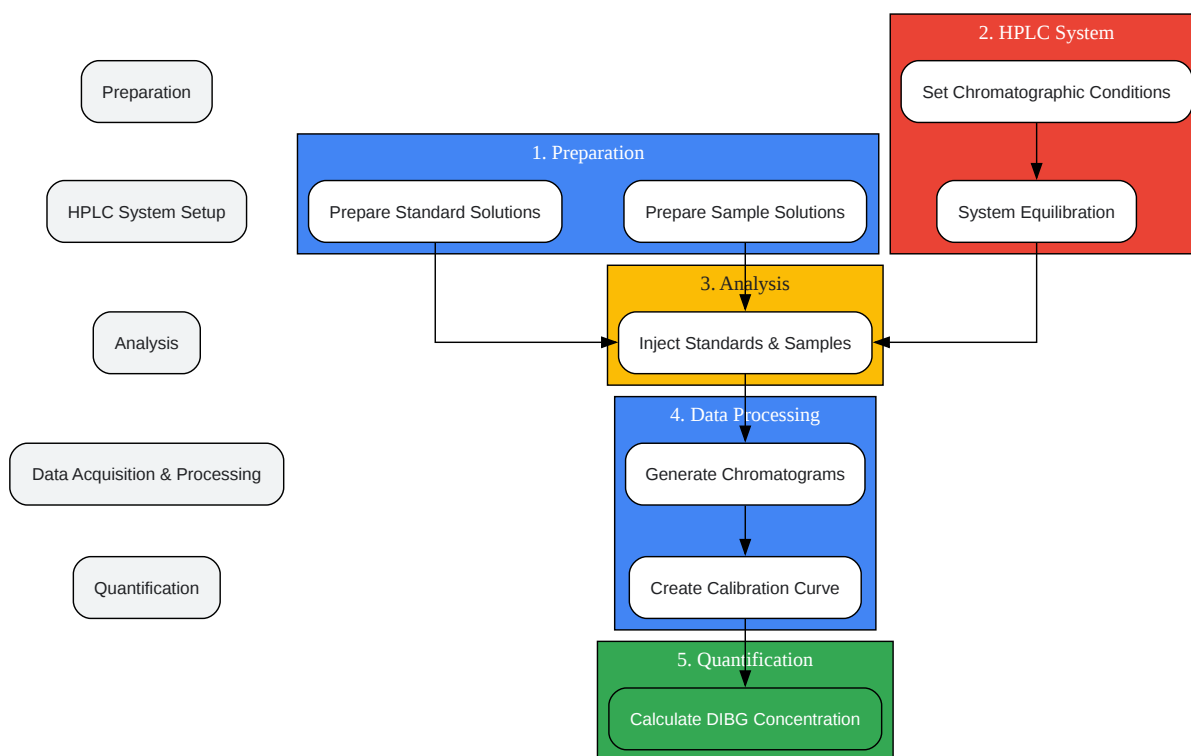 2. HPLC System
Preparation
Set Chromatographic Conditions
1. Preparation
HPLC System Setup
Prepare Standard Solutions
Prepare Sample Solutions
System Equilibration
3. Analysis
Analysis
Inject Standards & Samples
4. Data Processing
Data Acquisition & Processing
Generate Chromatograms
Quantification
Create Calibration Curve
5. Quantification
Calculate DIBG Concentration